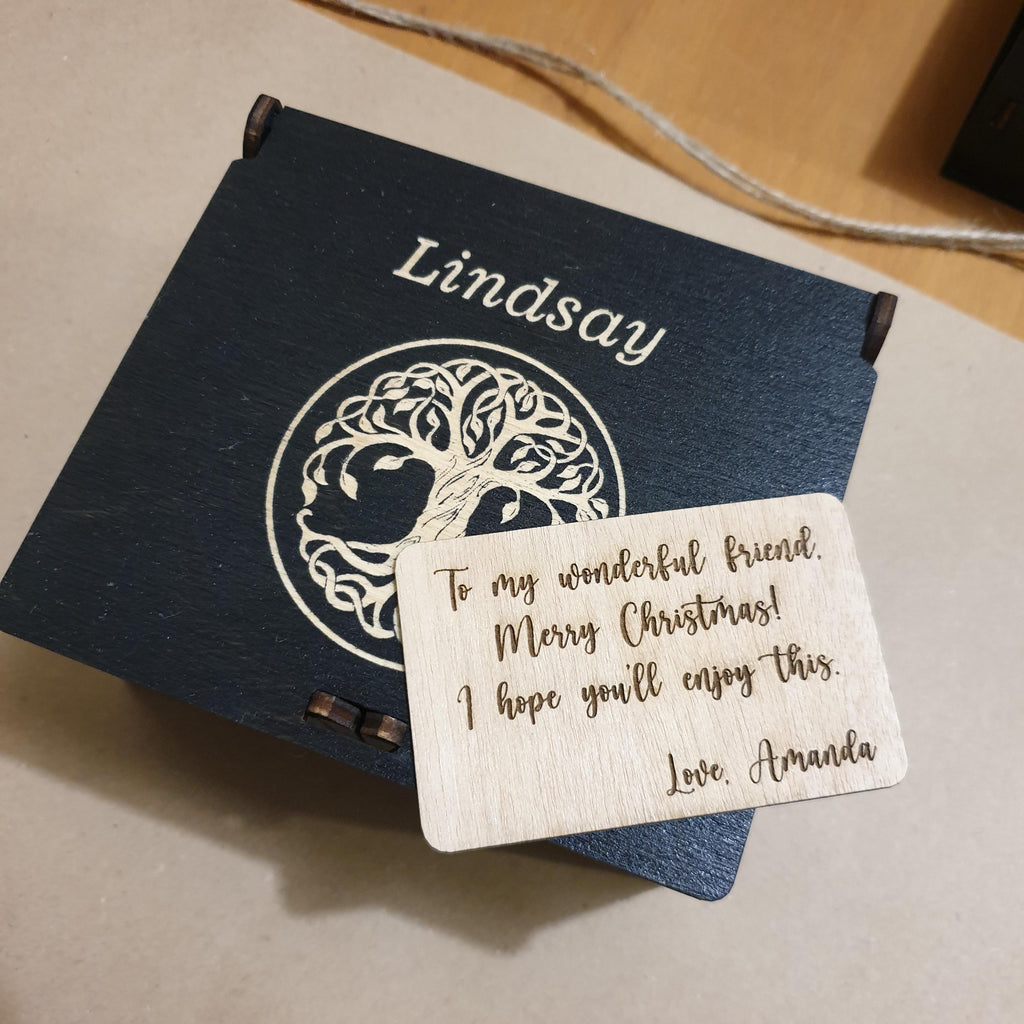 Lindsay
To my wonderful friend,
Merry Christmas!
I hope you'll enjoy this.
Love, Amanda